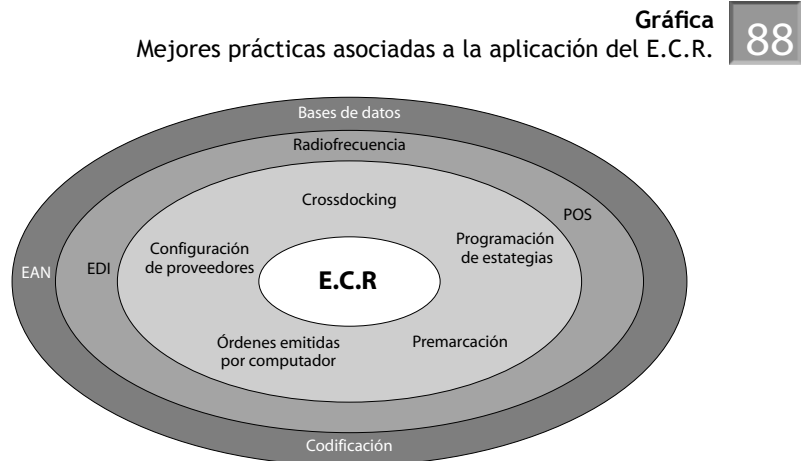 Gráfica
Mejores prácticas asociadas a la aplicación del E.C.R.
88
Bases de datos
Radiofrecuencia
Crossdocking
POS
Programación
de estategias
Configuración
de proveedores
EDI
EAN
E.C.R
Órdenes emitidas
por computador
Premarcación
Codificación